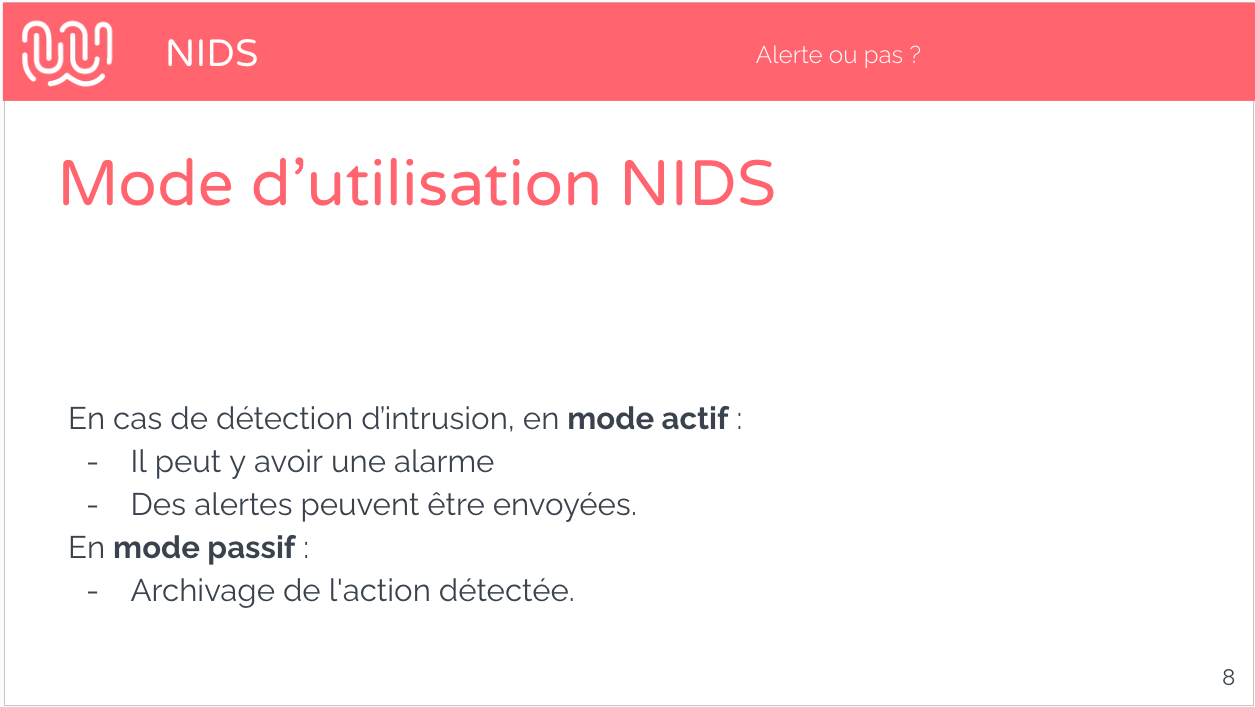 NIDS
Alerte ou pas ?
Mode d’utilisation NIDS
En cas de détection d’intrusion, en mode actif :
- Il peut y avoir une alarme
- Des alertes peuvent être envoyées.
En mode passif :
- Archivage de l'action détectée.
8